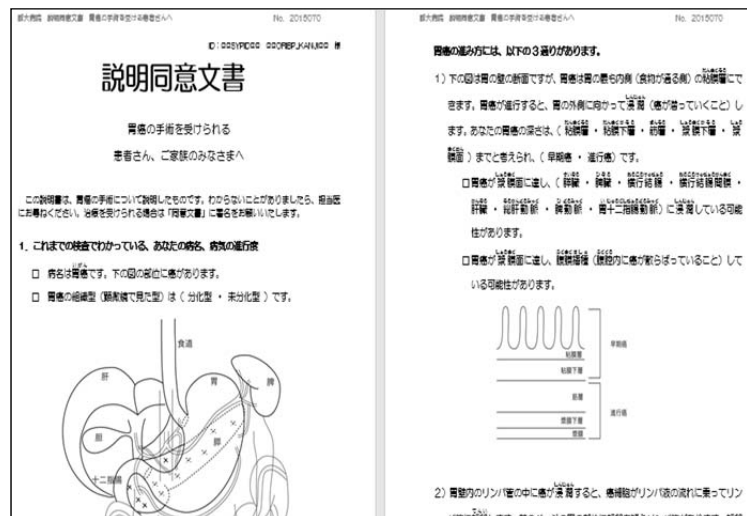 説明同意文書 胃癌の手術を受ける患者さんへ
No. 2015070
説明同意文書
胃癌の手術を受けられる
患者さん、ご家族のみなさまへ
この説明書は、胃癌の手術について説明したものです。わからないことがありましたら、担当医
にお尋ねください。治療を受けられる場合は「同意文書」に署名をお願いいたします。
1. これまでの検査でわかっている、あなたの病名、病気の進行度
□ 病名は胃癌です。下の図の部位に癌があります。
□ 胃癌の組織型（顕微鏡で見た型）は（ 分化型 ・ 未分化型 ）です。
食道
肝
胃
脾
胆
膵
十二指腸
説明同意文書 胃癌の手術を受ける患者さんへ
No. 2015070
胃癌の進み方には、以下の3通りがあります。
1）下の図は胃の壁の断面ですが、胃癌は胃の最も内側（食物が通る側）の粘膜層にで
きます。胃癌が進行すると、胃の外側に向かって浸潤（癌が潜っていくこと）し
ます。あなたの胃癌の深さは、（ 粘膜層 ・ 粘膜下層 ・ 筋層 ・ 漿膜下層 ・ 漿
膜面 ）までと考えられ、（ 早期癌 ・ 進行癌）です。
□胃癌が漿膜面に達し、（ 膵臓 ・ 脾臓 ・ 横行結腸 ・ 横行結腸間膜 ・
肝臓 ・ 総肝動脈 ・ 脾動脈 ・ 胃十二指腸動脈）に浸潤している可能
性があります。
□胃癌が漿膜面に達し、腹膜播種（腹腔内に癌が散らばっていること）して
いる可能性があります。
粘膜層
粘膜下層
筋層
漿膜下層
漿膜
早期癌
進行癌
2）胃壁内のリンパ管の中に癌が浸潤すると、癌細胞がリンパ液の流れに乗ってリン